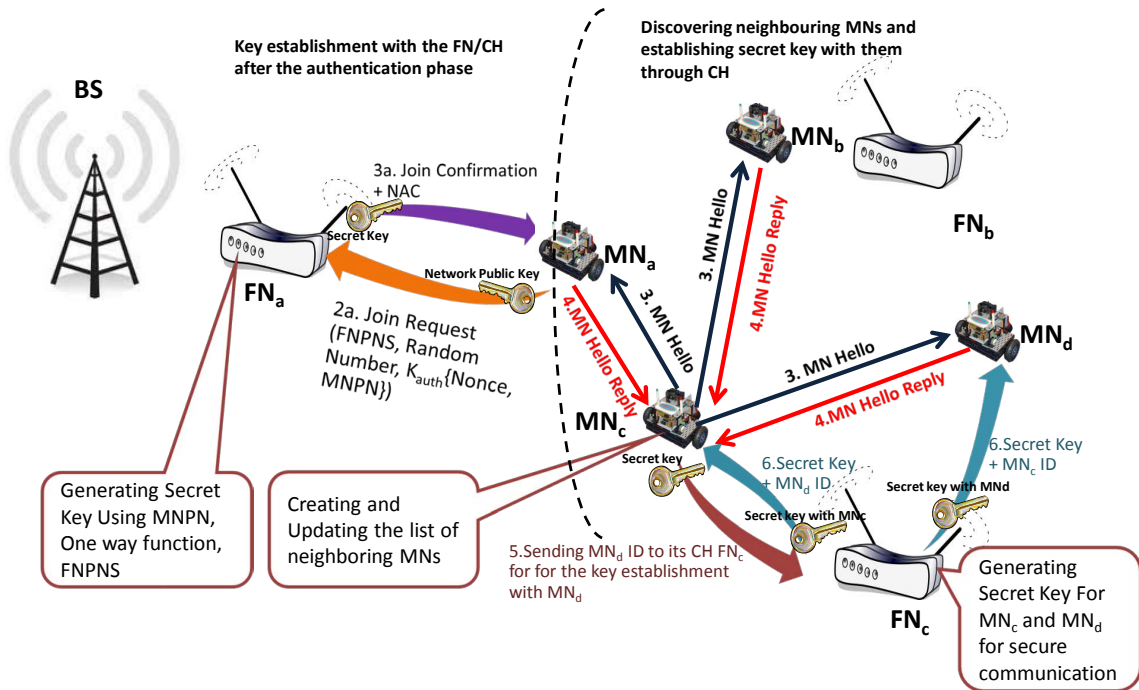 Key establishment with the FN/CH
after the authentication phase
Discovering neighbouring MNs and
establishing secret key with them
through CH
BS
MNb
FNb
3a. Join Confirmation
+ NAC
Secret Key
MNa
Network Public Key
FNa
2a. Join Request
(FNPNS, Random
Number, Kauth{Nonce,
MNPN})
3. MN Hello
4.MN Hello Reply
3. MN Hello
4.MN Hello Reply
MNd
3. MN Hello
4.MN Hello Reply
MNc
Secret key
6.Secret Key
+ MNd ID
6.Secret Key
+ MNc ID
Secret key with MNd
Secret key with MNc
Generating Secret
Key Using MNPN,
One way function,
FNPNS
Creating and
Updating the list of
neighboring MNs
5.Sending MNd ID to its CH FNc
for for the key establishment
with MNd
FNc
Generating
Secret Key For
MNc and MNd
for secure
communication